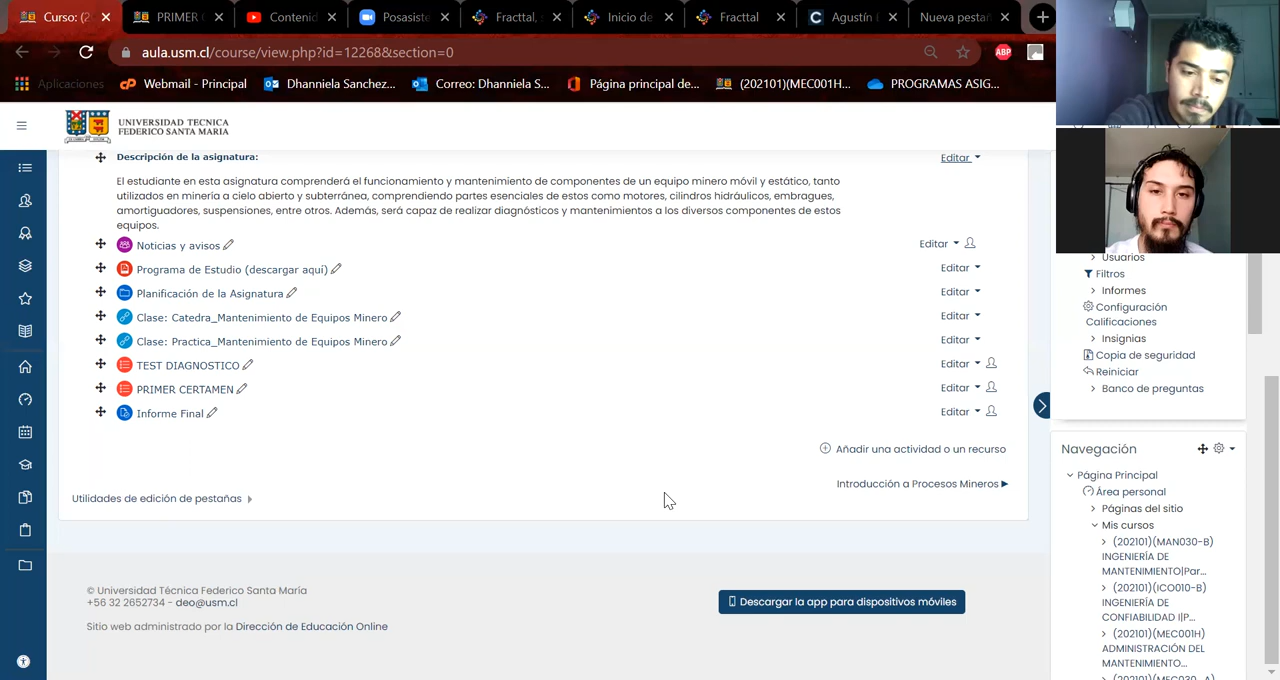 Curso: (2
PRIMER
Contenid
Posasiste
Fracttal,
Inicio de
Fracttal
Agustín
Nueva pestañ
aula.usm.cl/course/view.php?id=12268&section=0
ABP
Aplicaciones
Webmail - Principal
Dhanniela Sanchez...
Correo: Dhanniela S...
Página principal de...
(202101)(MEC001H...
PROGRAMAS ASIG...
UNIVERSIDAD TECNICA
FEDERICO SANTA MARIA
Descripción de la asignatura:
Editar
El estudiante en esta asignatura comprenderá el funcionamiento y mantenimiento de componentes de un equipo minero móvil y estático, tanto
utilizados en minería a cielo abierto y subterránea, comprendiendo partes esenciales de estos como motores, cilindros hidráulicos, embragues,
amortiguadores, suspensiones, entre otros. Además, será capaz de realizar diagnósticos y mantenimientos a los diversos componentes de estos
equipos.
Noticias y avisos
Editar
Programa de Estudio (descargar aquí)
Editar
Planificación de la Asignatura
Editar
Clase: Catedra_Mantenimiento de Equipos Minero
Editar
Clase: Practica_Mantenimiento de Equipos Minero
Editar
TEST DIAGNOSTICO
Editar
PRIMER CERTAMEN
Editar
Informe Final
Editar
Añadir una actividad o un recurso
Introducción a Procesos Mineros
Utilidades de edición de pestañas
© Universidad Técnica Federico Santa María
+56 32 2652734 - deo@usm.cl
Sitio web administrado por la Dirección de Educación Online
Descargar la app para dispositivos móviles
Usuarios
Filtros
Informes
Configuración
Calificaciones
Insignias
Copia de seguridad
Reiniciar
Banco de preguntas
Navegación
Página Principal
Área personal
Páginas del sitio
Mis cursos
(202101)(MAN030-B)
INGENIERÍA DE
MANTENIMIENTO|Par...
(202101)(ICO010-B)
INGENIERÍA DE
CONFIABILIDAD I|P...
(202101)(MEC001H)
ADMINISTRACIÓN DEL
MANTENIMIENTO...
(202101)(MEC030-A)